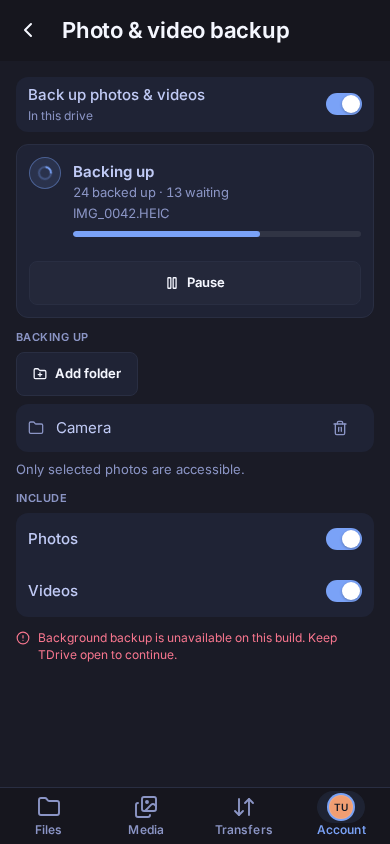 Photo & video backup
Back up photos & videos
In this drive
Backing up
24 backed up · 13 waiting
IMG_0042.HEIC
Pause
BACKING UP
Add folder
Camera
Only selected photos are accessible.
INCLUDE
Photos
Videos
Background backup is unavailable on this build. Keep
TDrive open to continue.
TU
Files
Media
Transfers
Account